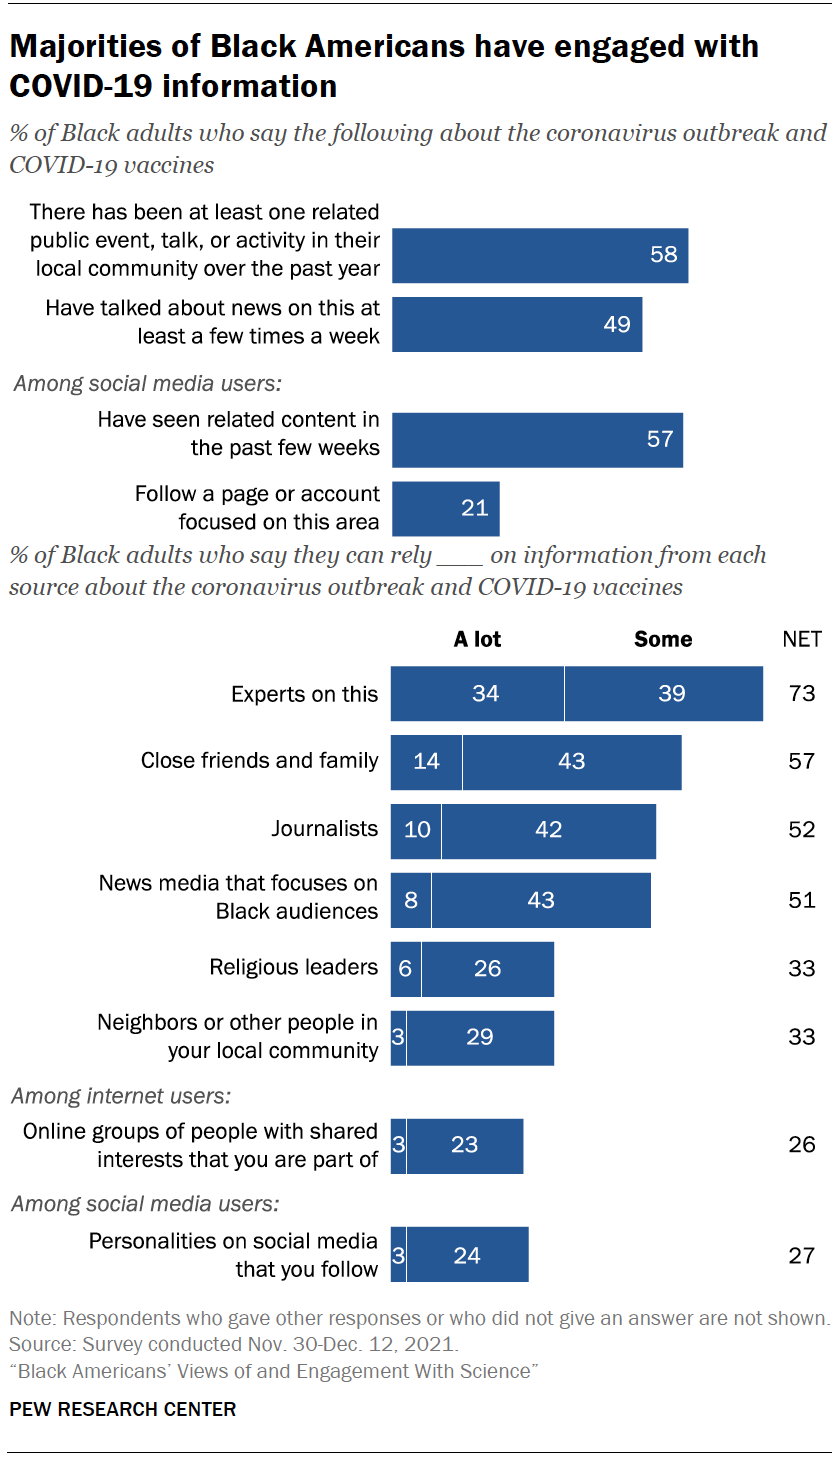 Majorities of Black Americans have engaged with
COVID-19 information
% of Black adults who say the following about the coronavirus outbreak and
COVID-19 vaccines
There has been at least one related
public event, talk, or activity in their
local community over the past year
58
Have talked about news on this at
least a few times a week
49
Among social media users:
Have seen related content in
the past few weeks
57
Follow a page or account
focused on this area
21
% of Black adults who say they can rely ___ on information from each
source about the coronavirus outbreak and COVID-19 vaccines
A lot Some NET
Experts on this 34 39 73
Close friends and family 14 43 57
Journalists 10 42 52
News media that focuses on
Black audiences
8 43 51
Religious leaders 6 26 33
Neighbors or other people in
your local community
3 29 33
Among internet users:
Online groups of people with shared
interests that you are part of
3 23 26
Among social media users:
Personalities on social media
that you follow
3 24 27
Note: Respondents who gave other responses or who did not give an answer are not shown.
Source: Survey conducted Nov. 30-Dec. 12, 2021.
“Black Americans’ Views of and Engagement With Science”
PEW RESEARCH CENTER